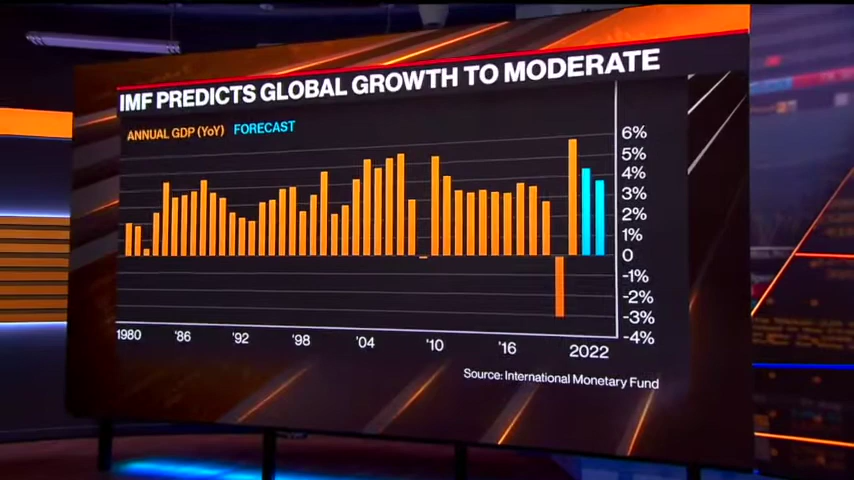 IMF PREDICTS GLOBAL GROWTH TO MODERATE
ANNUAL GDP (YoY) FORECAST
6%
5%
4%
3%
2%
1%
0
-1%
-2%
-3%
-4%
1980 '86 '92 '98 '04 '10 '16 2022
Source: International Monetary Fund